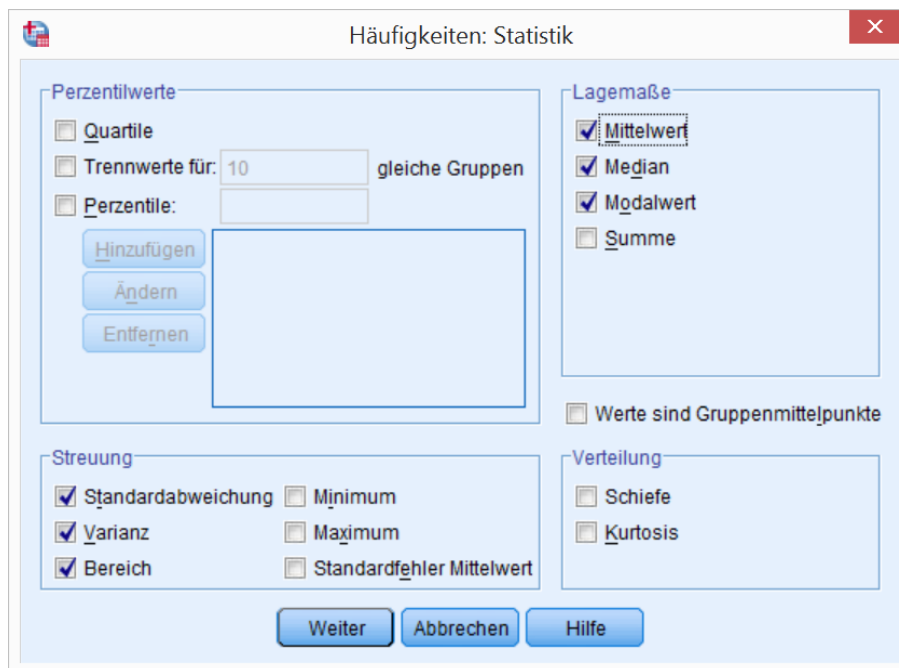 Häufigkeiten: Statistik
Perzentilwerte
Quartile
Trennwerte für: 10 gleiche Gruppen
Perzentile:
Hinzufügen
Ändern
Entfernen
Lagemaße
Mittelwert
Median
Modalwert
Summe
Werte sind Gruppenmittelpunkte
Streuung
Standardabweichung
Varianz
Bereich
Minimum
Maximum
Standardfehler Mittelwert
Verteilung
Schiefe
Kurtosis
Weiter
Abbrechen
Hilfe